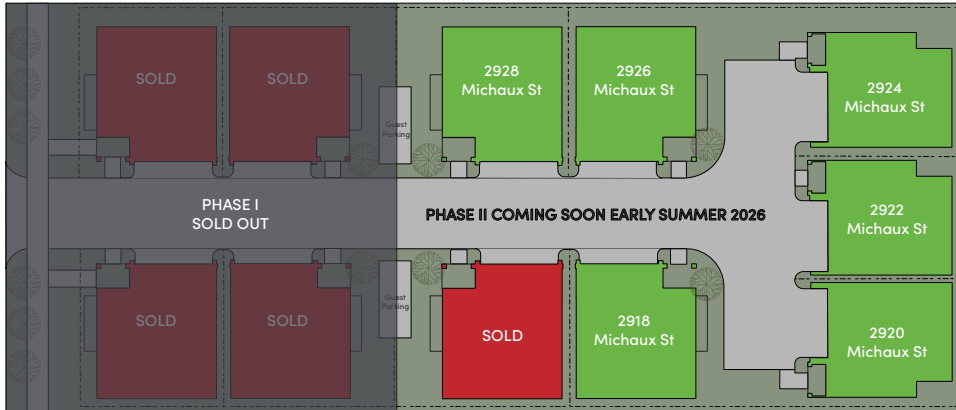 SOLD
SOLD
2928
Michaux St
2926
Michaux St
2924
Michaux St
Guest
Parking
PHASE I
SOLD OUT
PHASE II COMING SOON EARLY SUMMER 2026
2922
Michaux St
SOLD
SOLD
Guest
Parking
SOLD
2918
Michaux St
2920
Michaux St